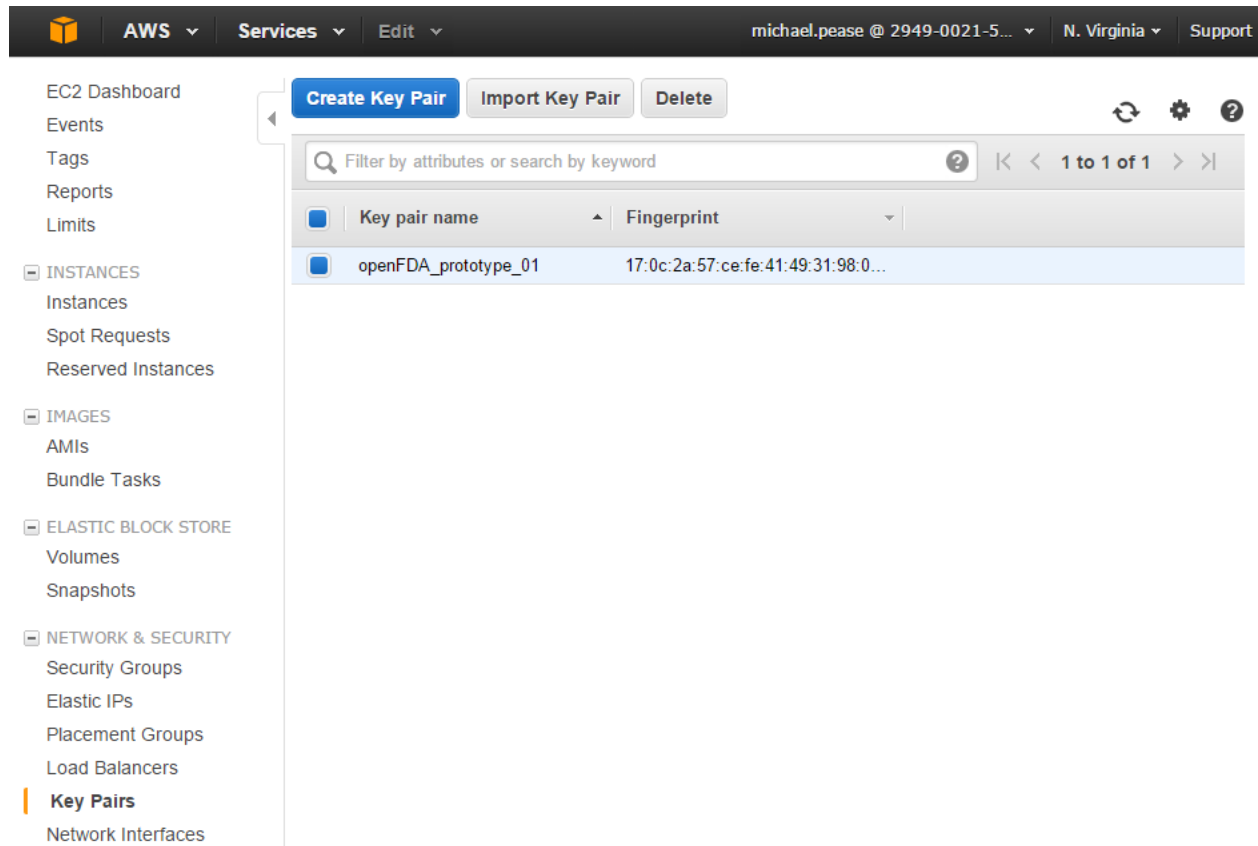 AWS Services Edit michael.pease @ 2949-0021-5... N. Virginia Support
EC2 Dashboard
Events
Tags
Reports
Limits
INSTANCES
Instances
Spot Requests
Reserved Instances
IMAGES
AMIs
Bundle Tasks
ELASTIC BLOCK STORE
Volumes
Snapshots
NETWORK & SECURITY
Security Groups
Elastic IPs
Placement Groups
Load Balancers
Key Pairs
Network Interfaces
Create Key Pair Import Key Pair Delete
Filter by attributes or search by keyword 1 to 1 of 1
Key pair name Fingerprint
openFDA_prototype_01 17:0c:2a:57:ce:fe:41:49:31:98:0...